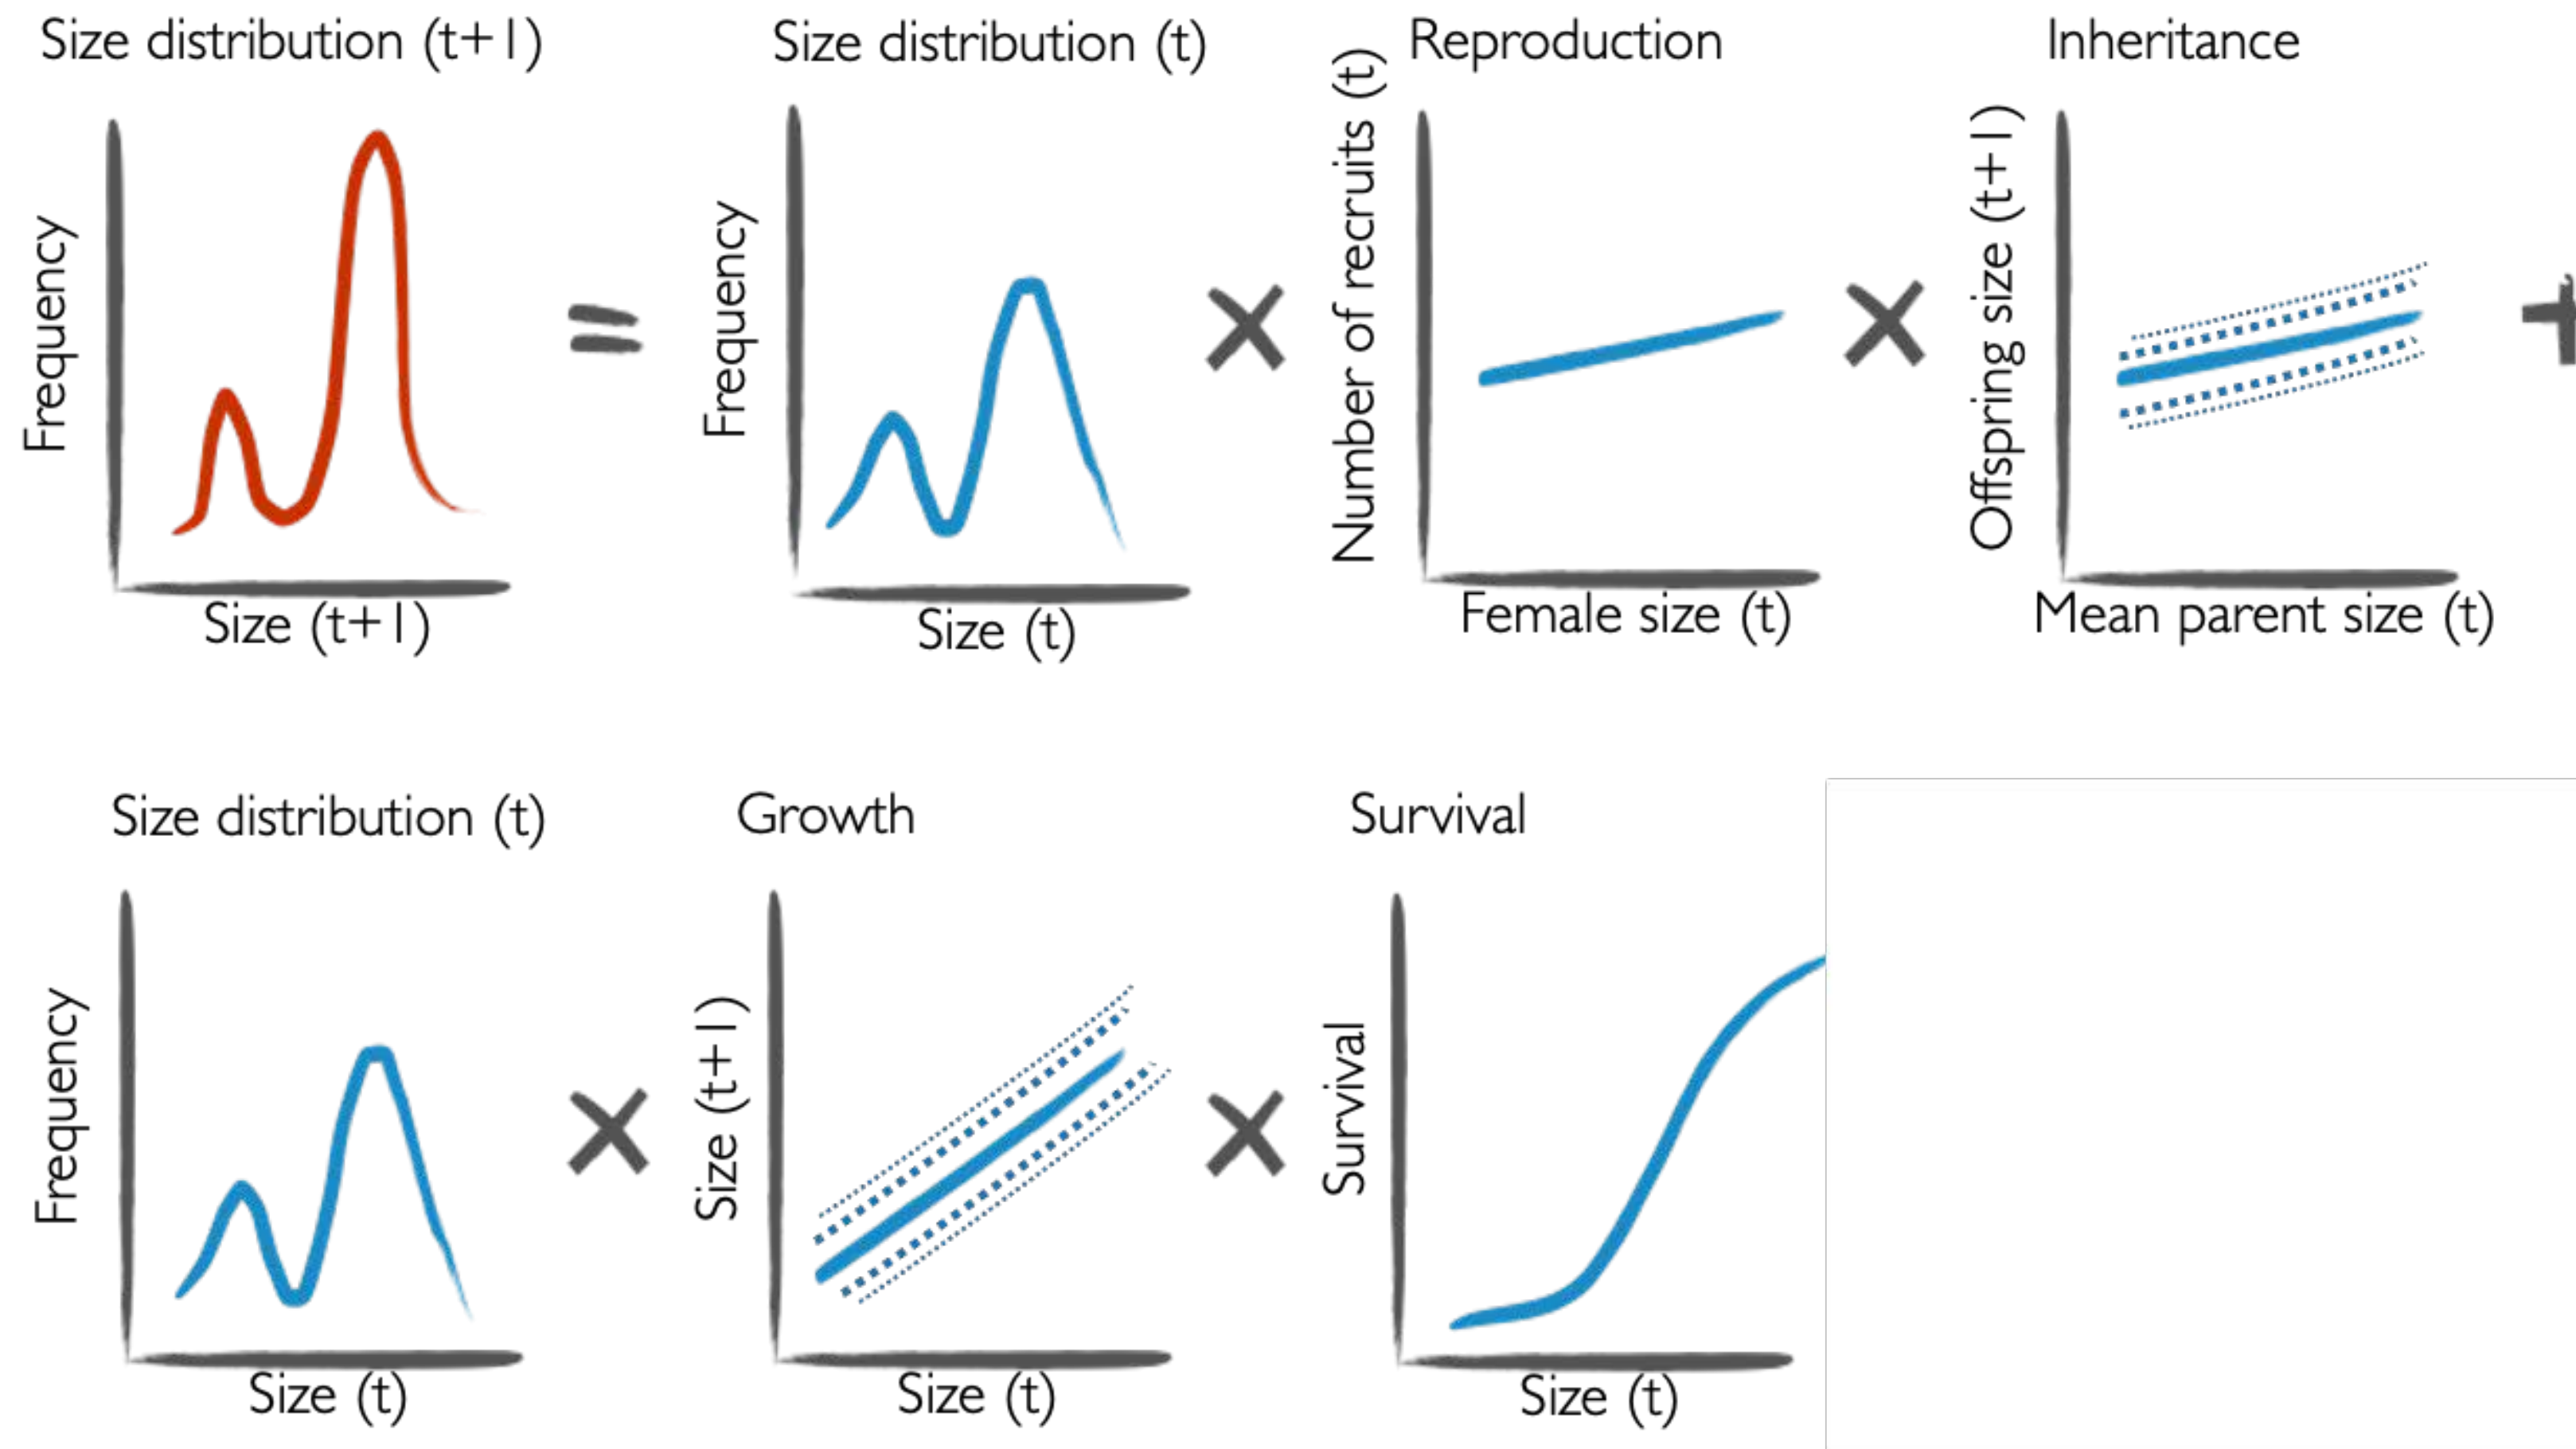 Size distribution (t+1)
Frequency
Size (t+1)
=
Size distribution (t)
Frequency
Size (t)
×
Reproduction
Number of recruits (t)
Female size (t)
×
Inheritance
Offspring size (t+1)
Mean parent size (t)
+
Size distribution (t)
Frequency
Size (t)
×
Growth
Size (t+1)
Size (t)
×
Survival
Survival
Size (t)